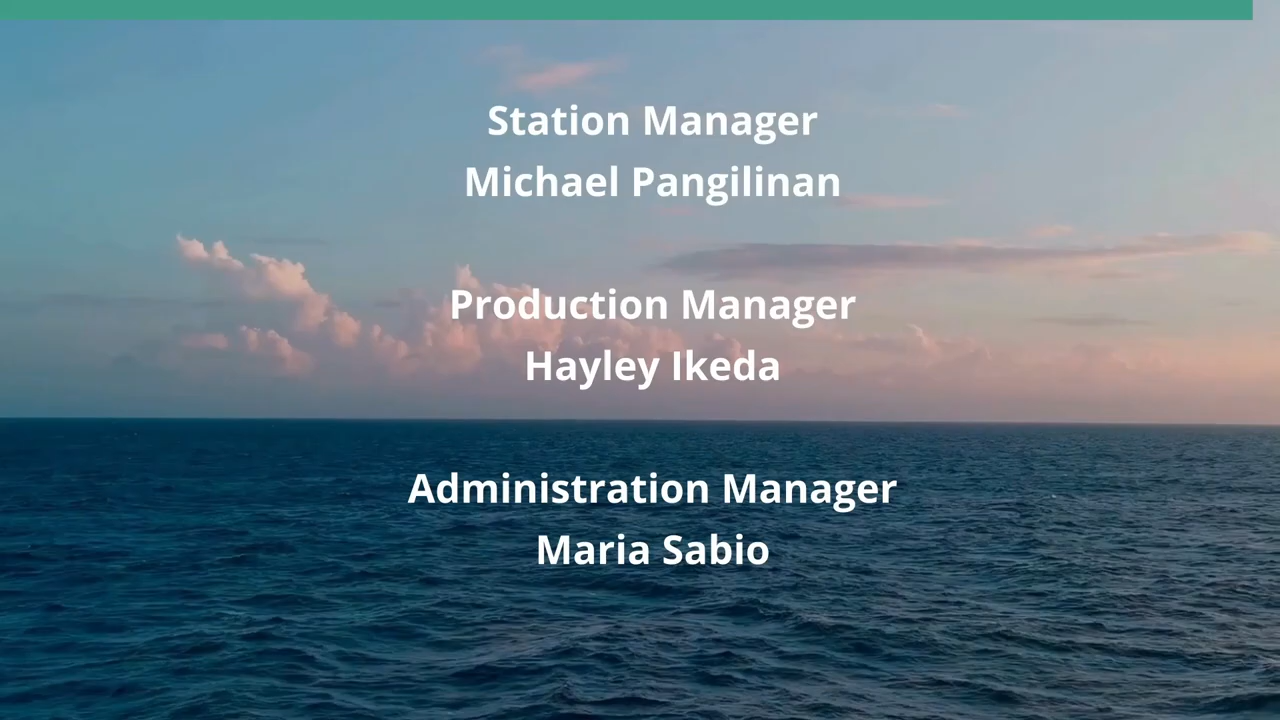 Station Manager
Michael Pangilinan
Production Manager
Hayley Ikeda
Administration Manager
Maria Sabio